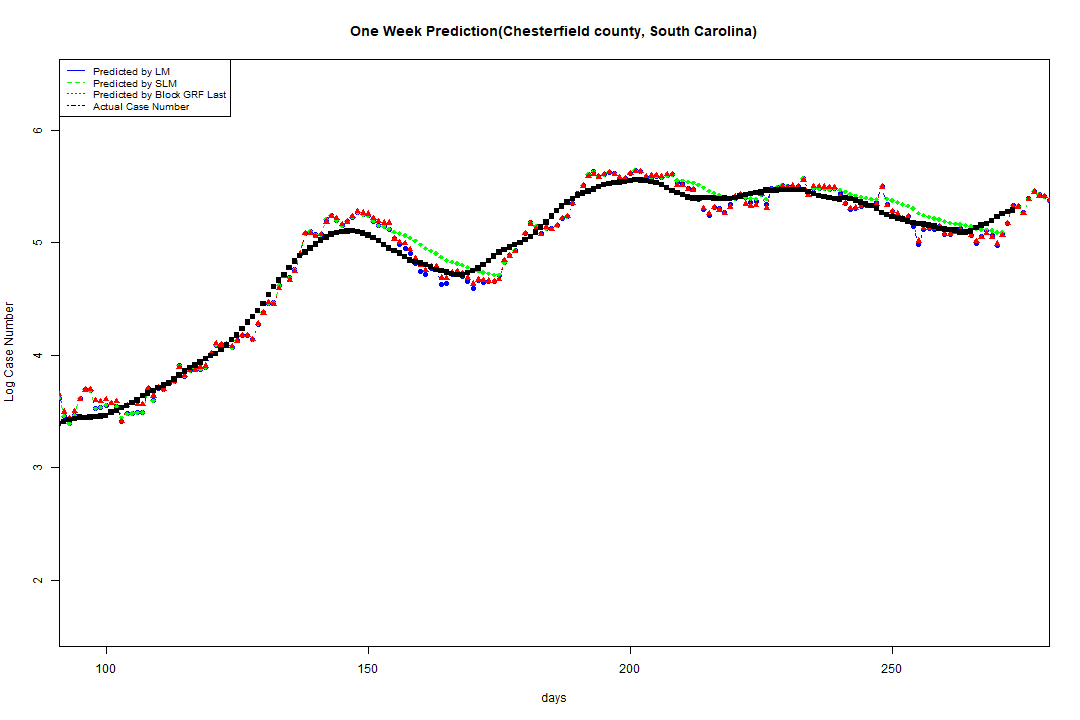 One Week Prediction(Chesterfield county, South Carolina)
Predicted by LM
Predicted by SLM
Predicted by Block GRF Last
Actual Case Number
6
5
4
3
2
Log Case Number
100 150 200 250
days